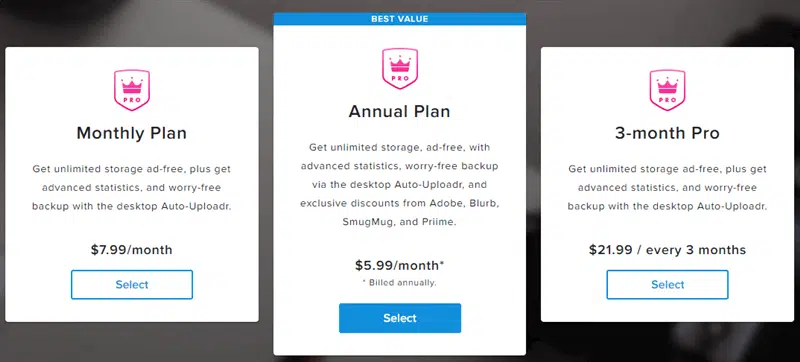 PRO
Monthly Plan
Get unlimited storage ad-free, plus get
advanced statistics, and worry-free
backup with the desktop Auto-Uploadr.
$7.99/month
Select
BEST VALUE
PRO
Annual Plan
Get unlimited storage, ad-free, with
advanced statistics, worry-free backup
via the desktop Auto-Uploadr, and
exclusive discounts from Adobe, Blurb,
SmugMug, and Priime.
$5.99/month*
* Billed annually.
Select
PRO
3-month Pro
Get unlimited storage ad-free, plus get
advanced statistics, and worry-free
backup with the desktop Auto-Uploadr.
$21.99 / every 3 months
Select